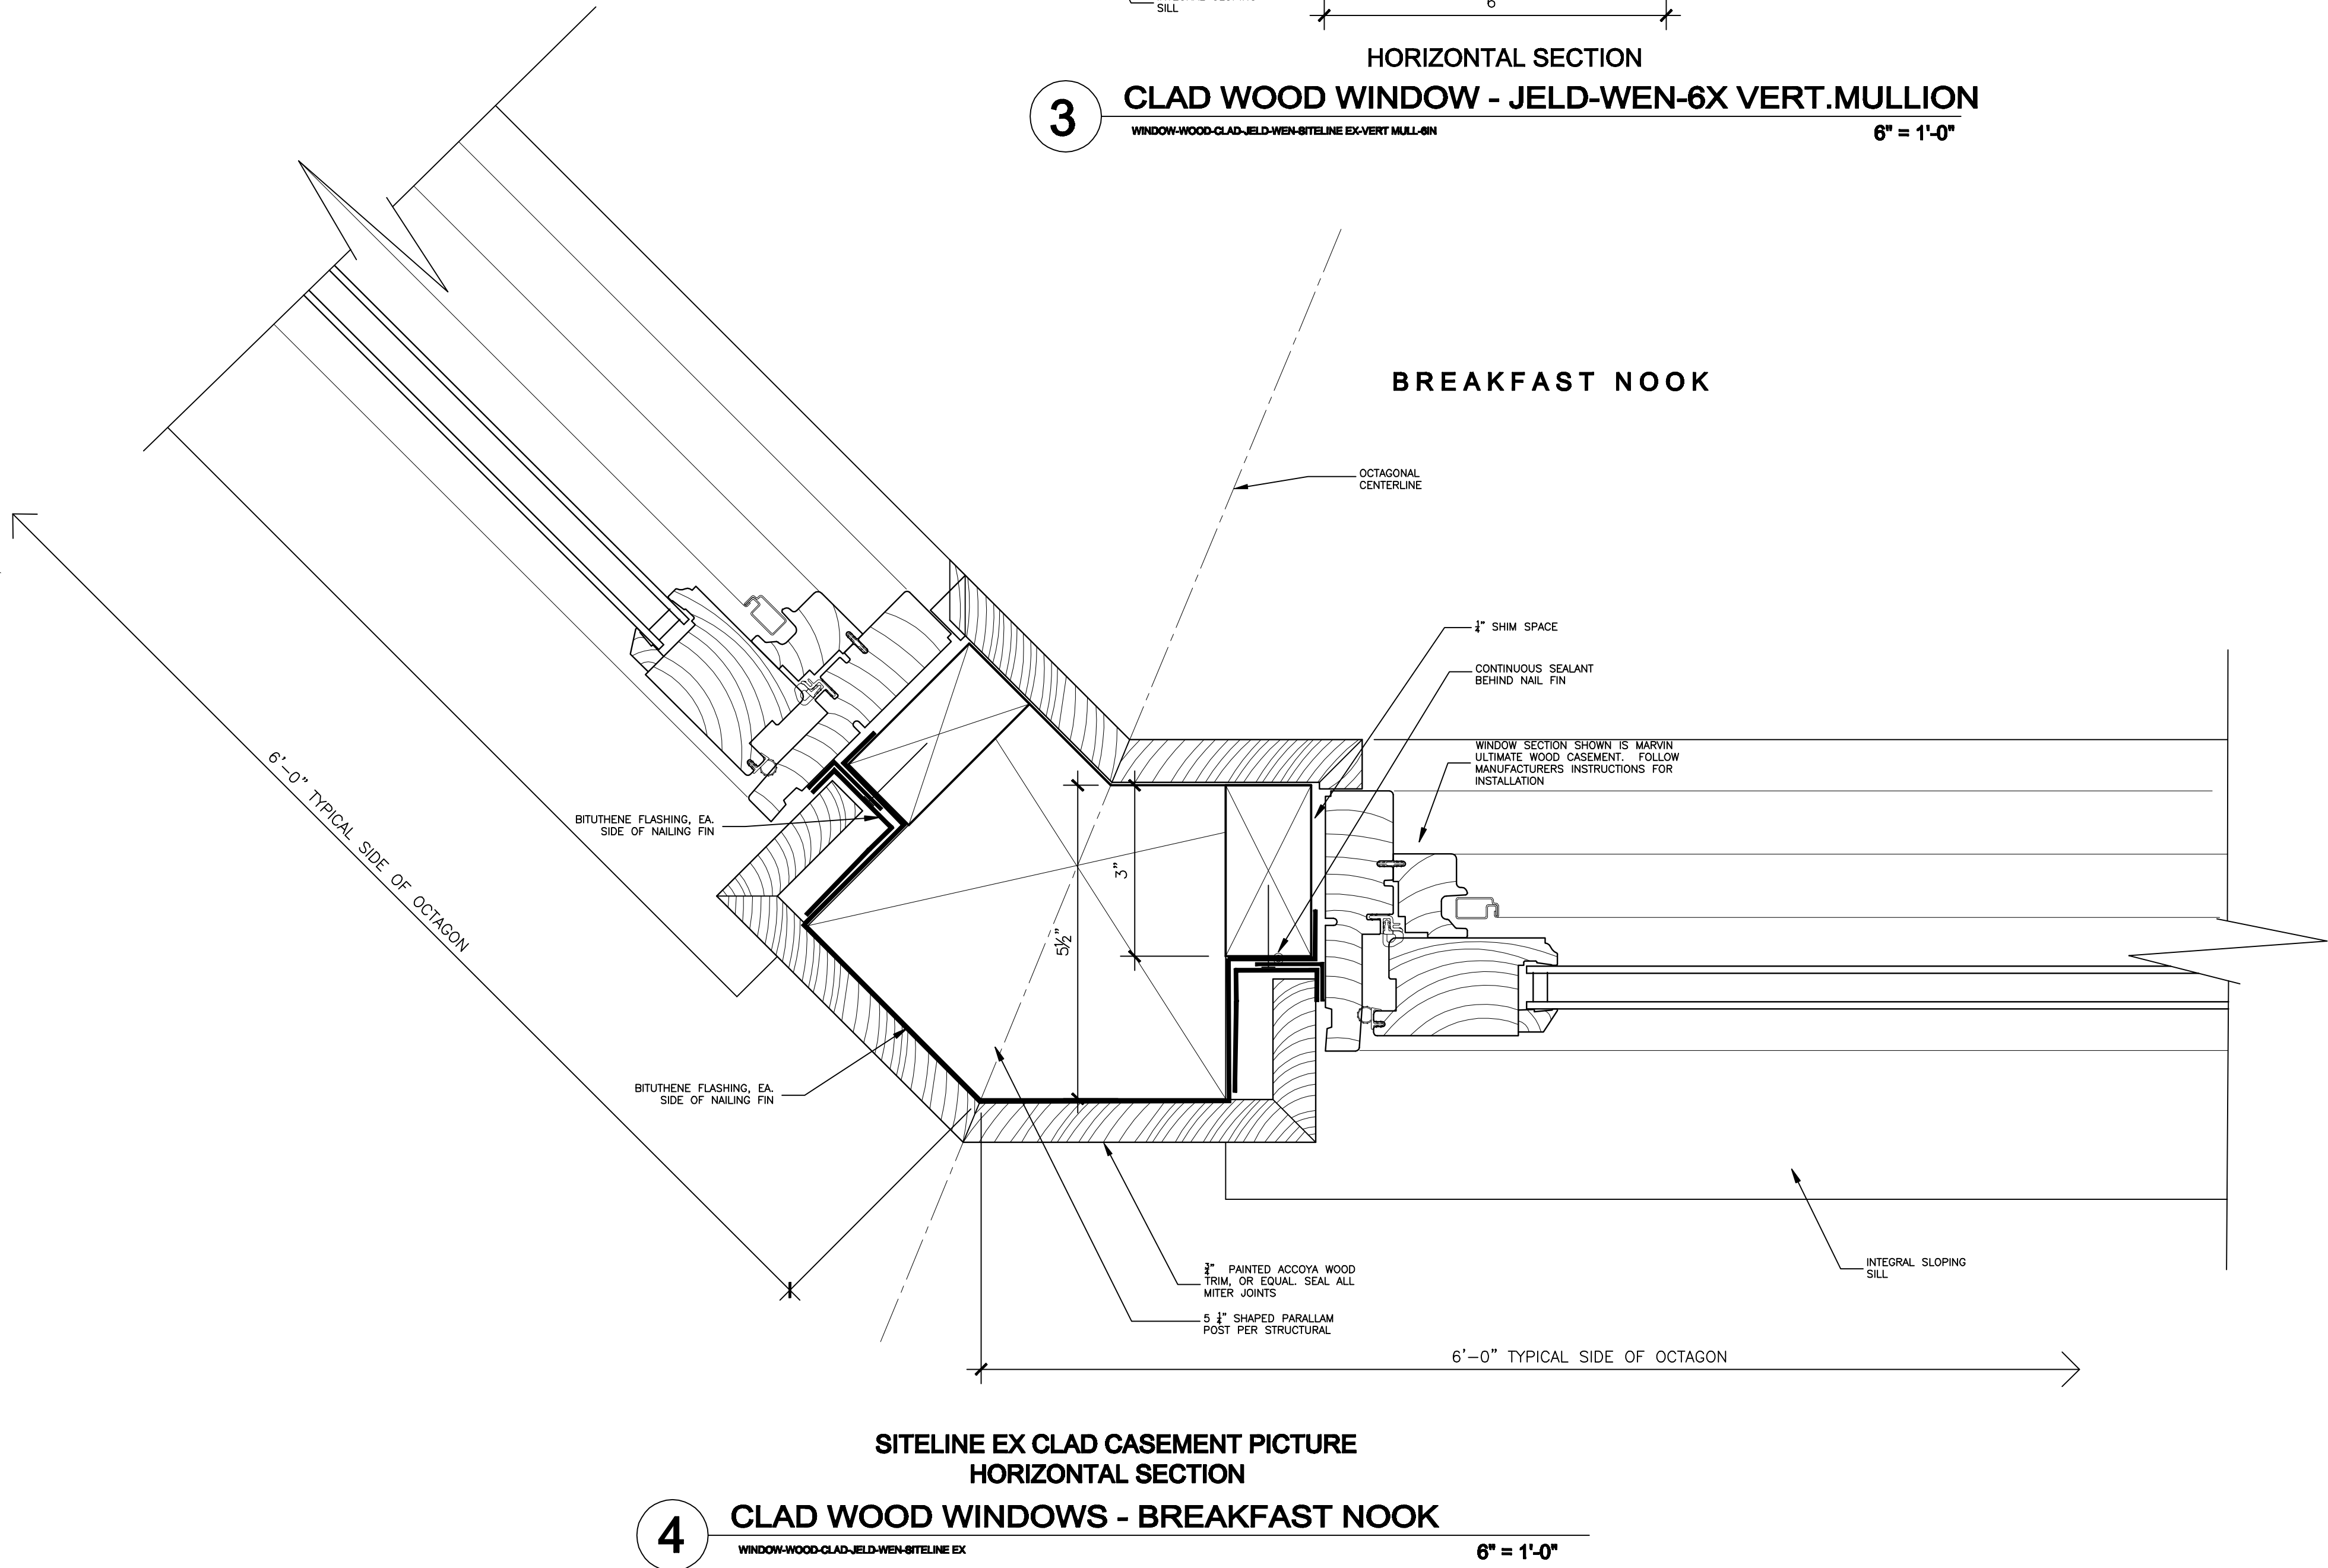 SILL
6
HORIZONTAL SECTION
3
CLAD WOOD WINDOW - JELD-WEN-6X VERT.MULLION
WINDOW-WOOD-CLAD-JELD-WEN-SITELINE EX-VERT MULL-6IN
6" = 1'-0"
BREAKFAST NOOK
OCTAGONAL
CENTERLINE
1/4" SHIM SPACE
CONTINUOUS SEALANT
BEHIND NAIL FIN
WINDOW SECTION SHOWN IS MARVIN
ULTIMATE WOOD CASEMENT. FOLLOW
MANUFACTURERS INSTRUCTIONS FOR
INSTALLATION
6'-0" TYPICAL SIDE OF OCTAGON
BITUTHENE FLASHING, EA.
SIDE OF NAILING FIN
3"
5½"
BITUTHENE FLASHING, EA.
SIDE OF NAILING FIN
3/4" PAINTED ACCOYA WOOD
TRIM, OR EQUAL. SEAL ALL
MITER JOINTS
5 1/4" SHAPED PARALLAM
POST PER STRUCTURAL
INTEGRAL SLOPING
SILL
6'-0" TYPICAL SIDE OF OCTAGON
SITELINE EX CLAD CASEMENT PICTURE
HORIZONTAL SECTION
4
CLAD WOOD WINDOWS - BREAKFAST NOOK
WINDOW-WOOD-CLAD-JELD-WEN-SITELINE EX
6" = 1'-0"